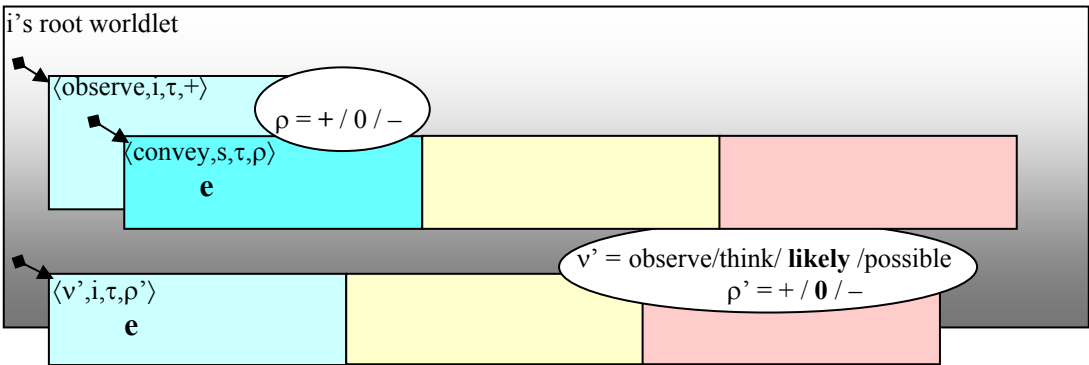 i’s root worldlet
⟨observe,i,τ,+⟩
ρ = + / 0 / –
⟨convey,s,τ,ρ⟩
e
ν’ = observe/think/ likely /possible
ρ’ = + / 0 / –
⟨ν’,i,τ,ρ’⟩
e